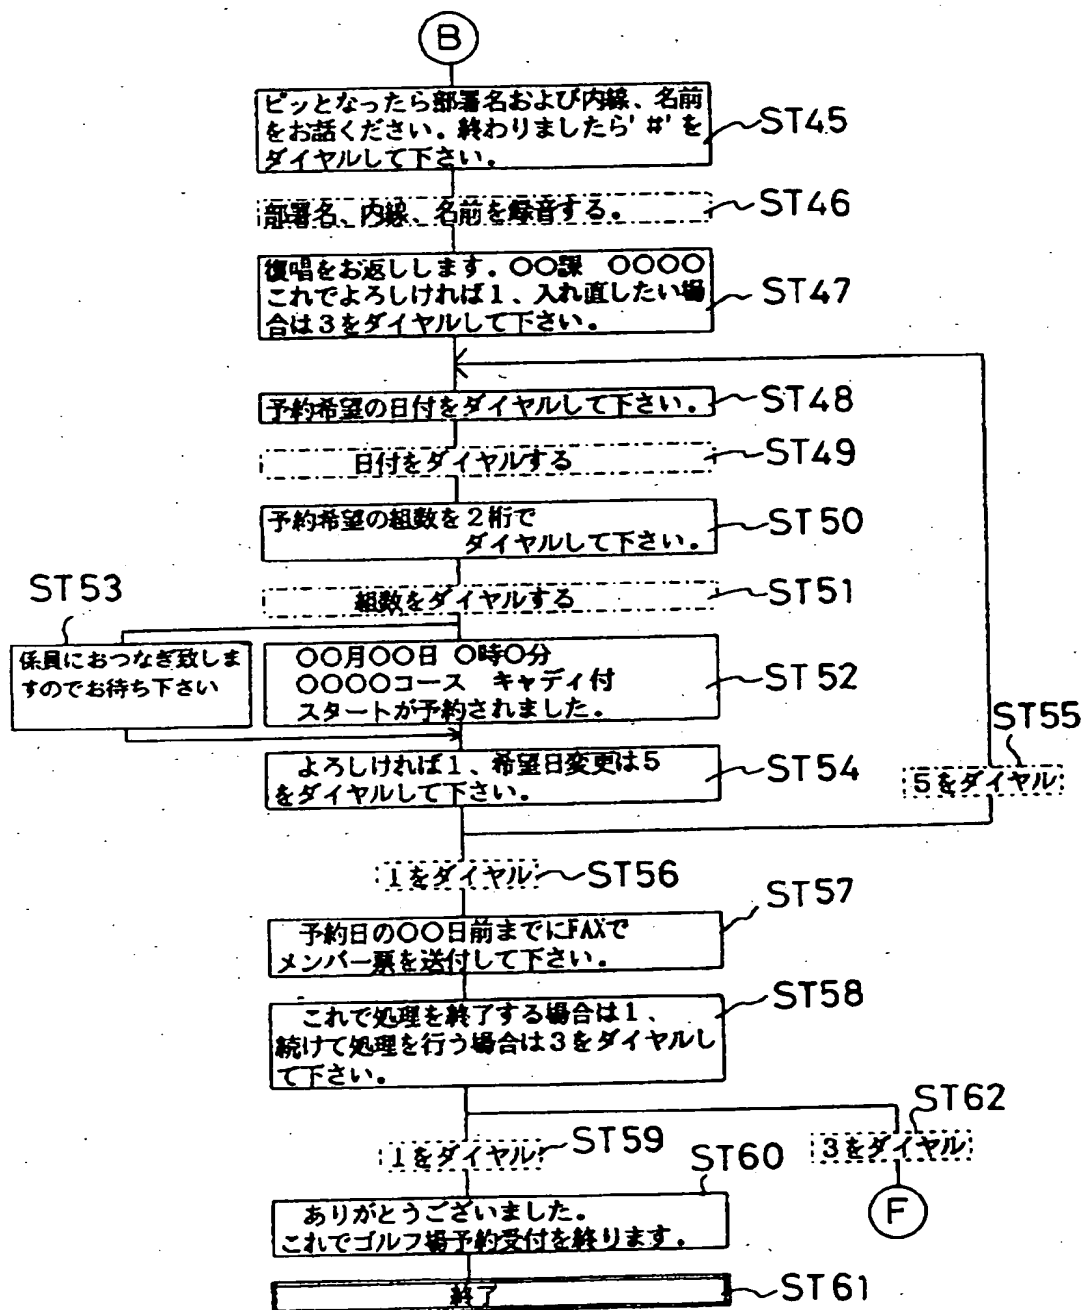 B
ピッとなったら部署名および内線、名前
をお話ください。終わりましたら'#'を
ダイヤルして下さい。
ST45
部署名、内線、名前を録音する。
ST46
復唱をお返しします。○○課 ○○○○
これでよろしければ1、入れ直したい場
合は3をダイヤルして下さい。
ST47
予約希望の日付をダイヤルして下さい。
ST48
日付をダイヤルする
ST49
予約希望の組数を2桁で
ダイヤルして下さい。
ST50
組数をダイヤルする
ST51
ST53
係員におつなぎ致しま
すのでお待ち下さい
○○月○○日 ○時○分
○○○○コース キャディ付
スタートが予約されました。
ST52
よろしければ1、希望日変更は5
をダイヤルして下さい。
ST54
ST55
5をダイヤル
1をダイヤル
ST56
予約日の○○日前までにFAXで
メンバー票を送付して下さい。
ST57
これで処理を終了する場合は1、
続けて処理を行う場合は3をダイヤルし
て下さい。
ST58
1をダイヤル
ST59
ST62
3をダイヤル
F
ST60
ありがとうございました。
これでゴルフ場予約受付を終ります。
終了
ST61